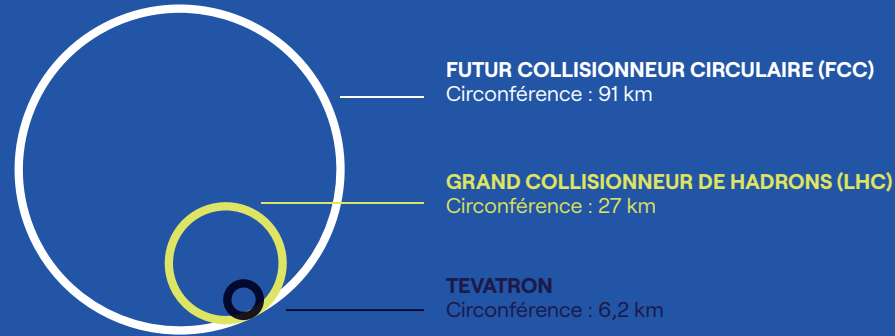 FUTUR COLLISIONNEUR CIRCULAIRE (FCC)
Circonférence : 91 km
GRAND COLLISIONNEUR DE HADRONS (LHC)
Circonférence : 27 km
TEVATRON
Circonférence : 6,2 km